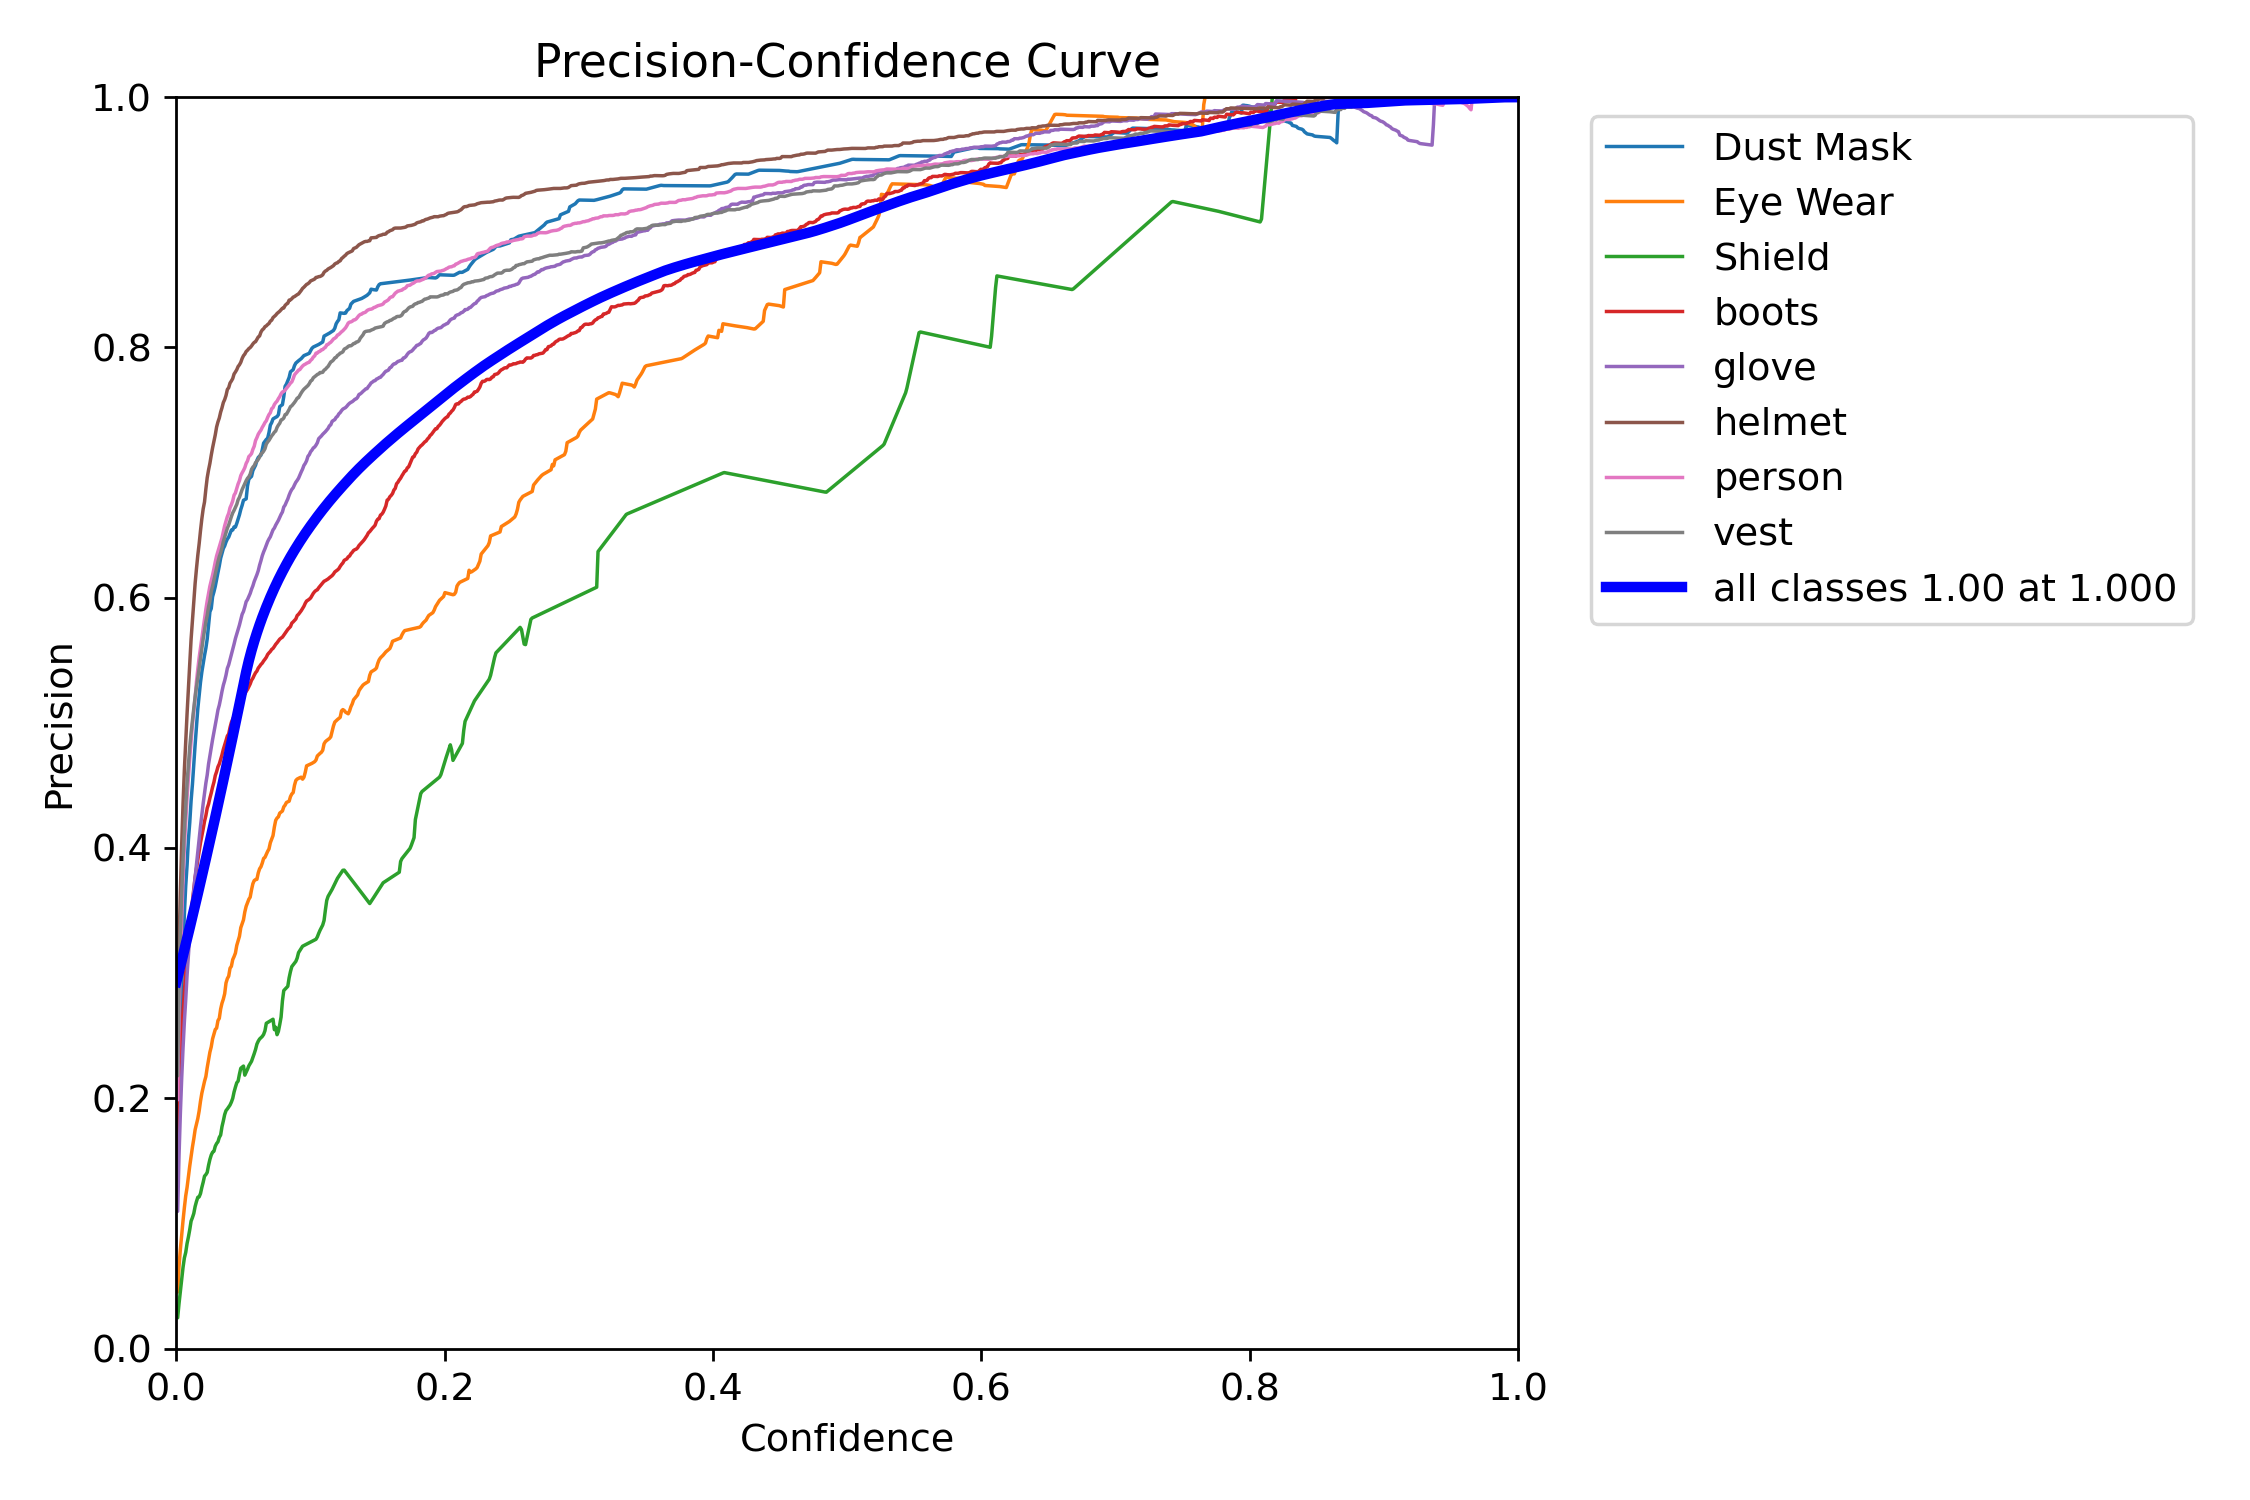 Precision-Confidence Curve
1.0
0.8
0.6
0.4
0.2
0.0
Precision
0.0 0.2 0.4 0.6 0.8 1.0
Confidence
Dust Mask
Eye Wear
Shield
boots
glove
helmet
person
vest
all classes 1.00 at 1.000